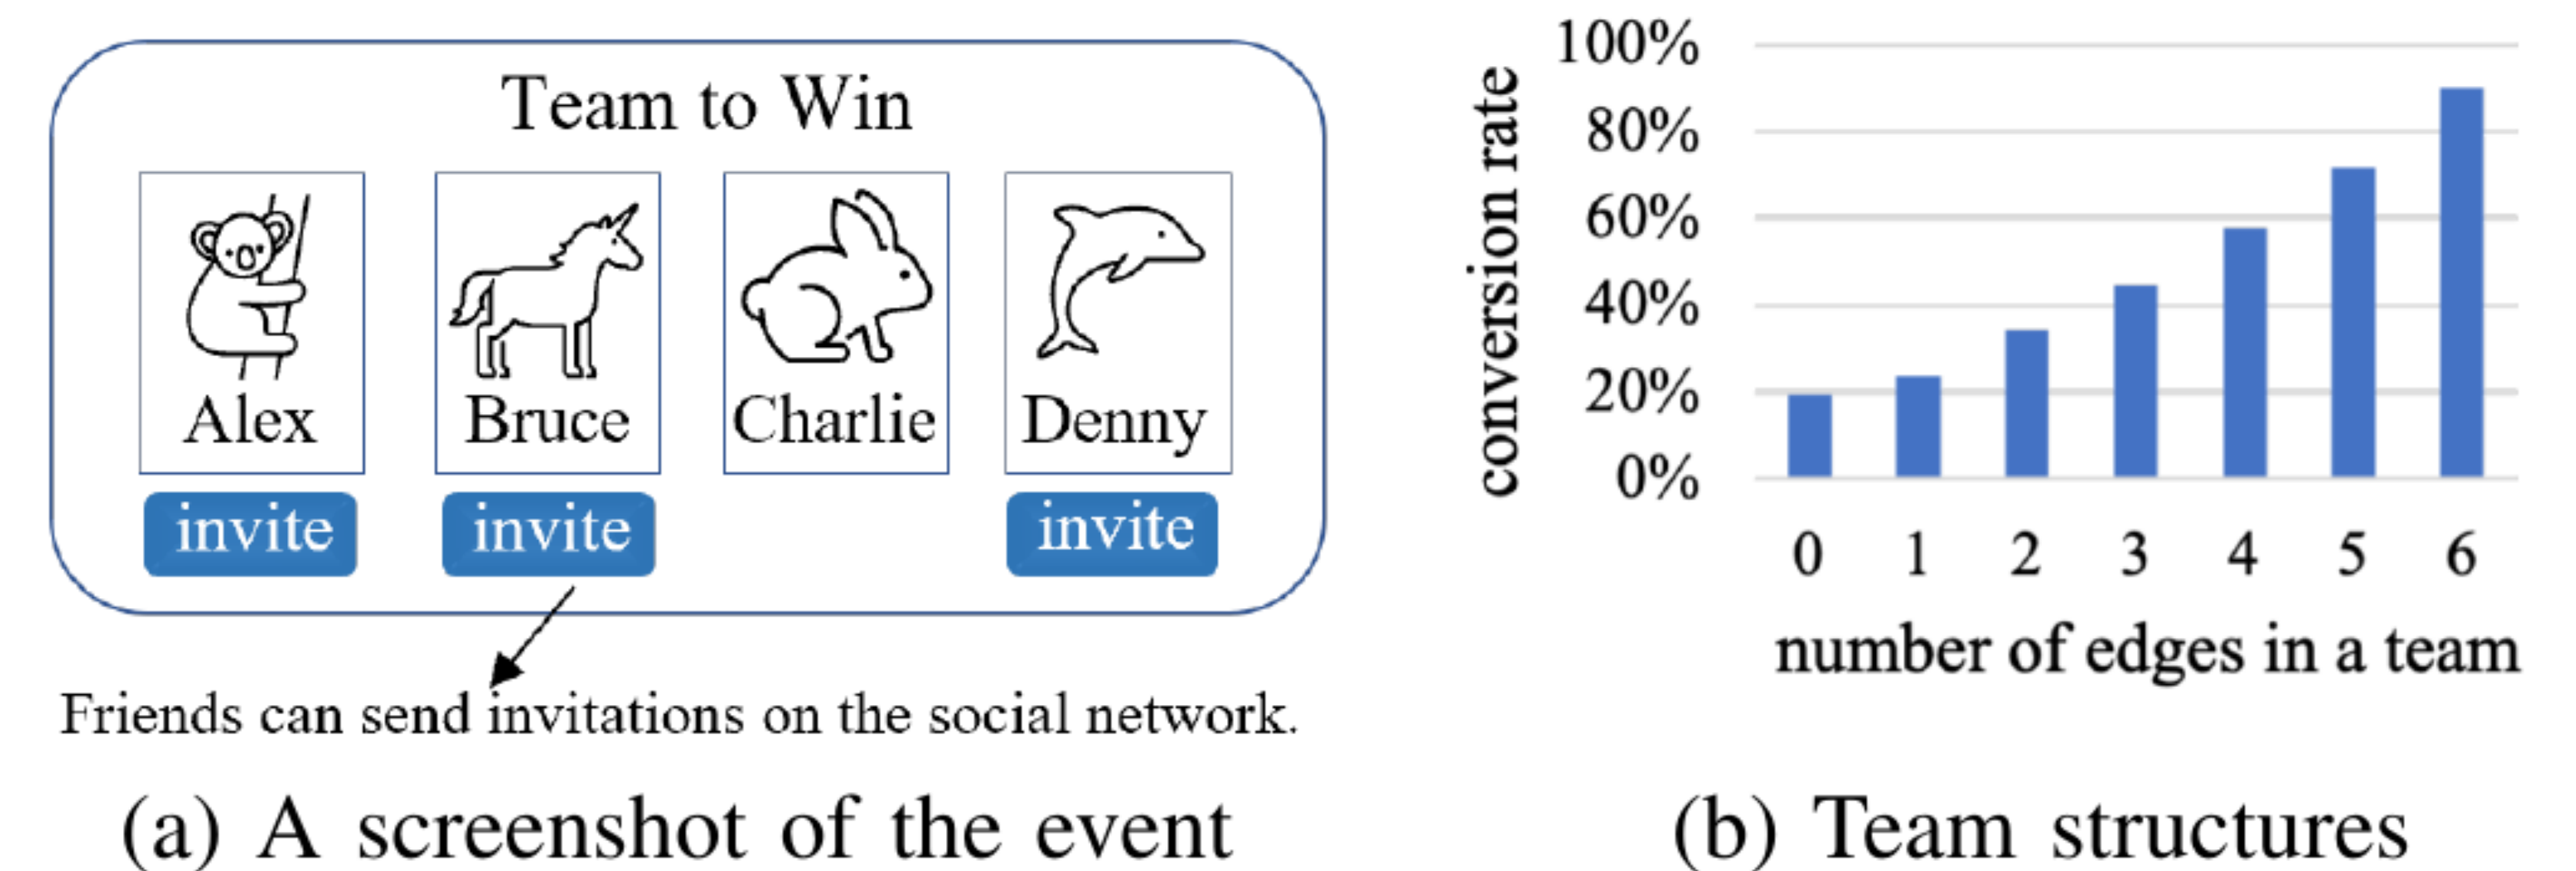 Team to Win
Alex
Bruce
Charlie
Denny
invite
invite
invite
Friends can send invitations on the social network.
(a) A screenshot of the event
100%
80%
60%
40%
20%
0%
conversion rate
0 1 2 3 4 5 6
number of edges in a team
(b) Team structures